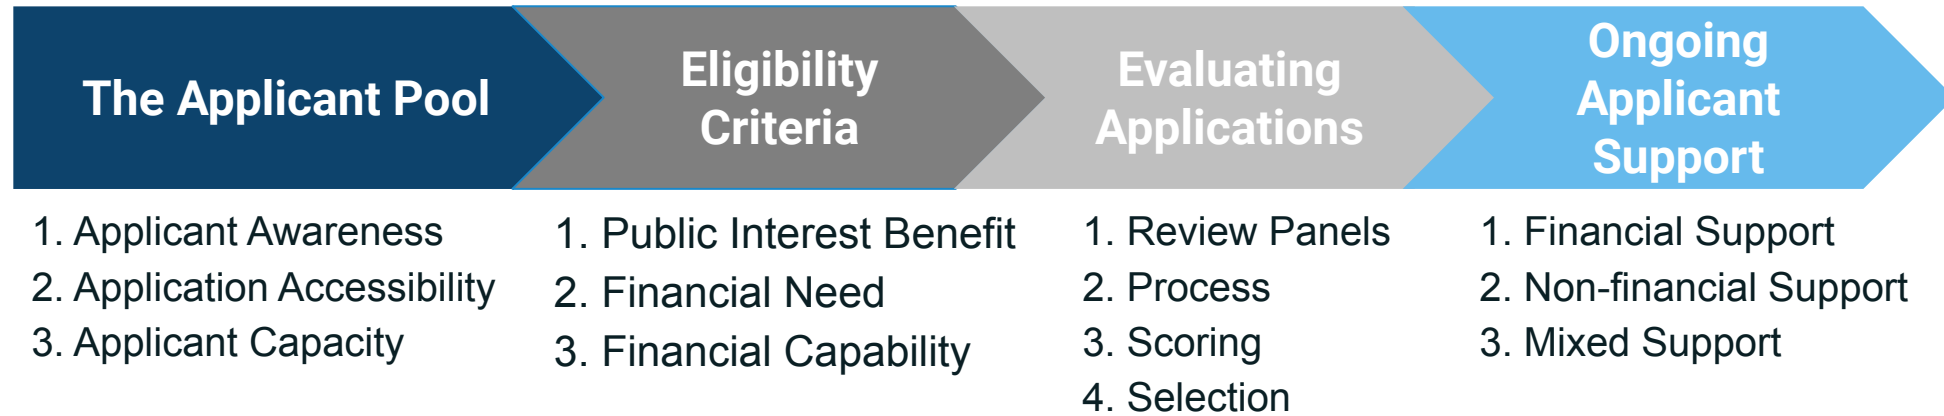 The Applicant Pool
1. Applicant Awareness
2. Application Accessibility
3. Applicant Capacity
Eligibility
Criteria
1. Public Interest Benefit
2. Financial Need
3. Financial Capability
Evaluating
Applications
1. Review Panels
2. Process
3. Scoring
4. Selection
Ongoing
Applicant
Support
1. Financial Support
2. Non-financial Support
3. Mixed Support